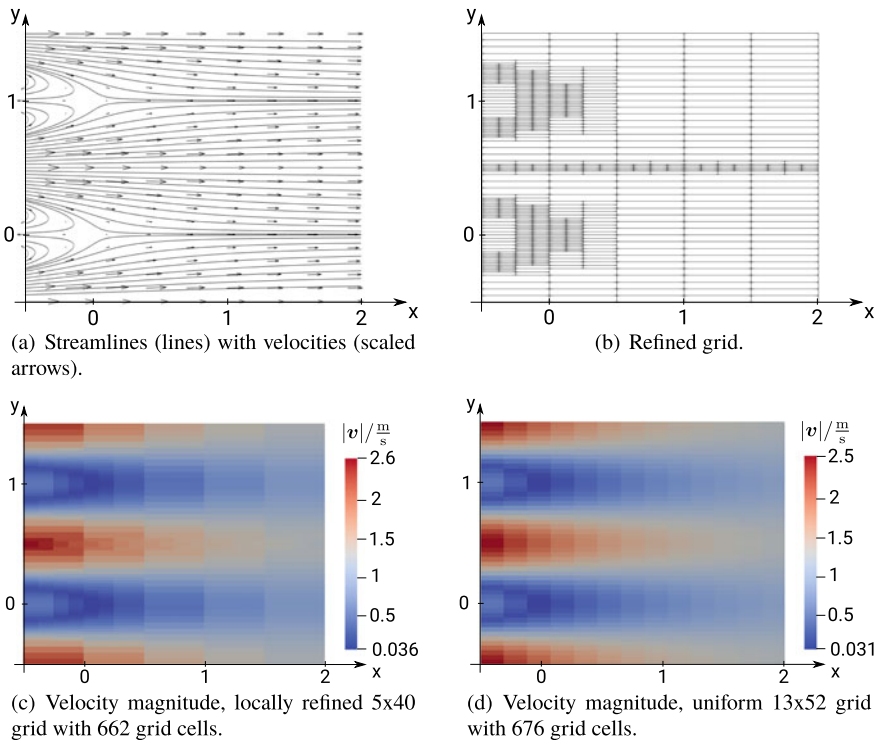 y
1
0
0 1 2 x
(a) Streamlines (lines) with velocities (scaled
arrows).
y
1
0
0 1 2 x
(b) Refined grid.
y
1
0
0 1 2 x
|v|/ m/s
2.6
2
1.5
1
0.5
0.036
(c) Velocity magnitude, locally refined 5x40
grid with 662 grid cells.
y
1
0
0 1 2 x
|v|/ m/s
2.5
2
1.5
1
0.5
0.031
(d) Velocity magnitude, uniform 13x52 grid
with 676 grid cells.